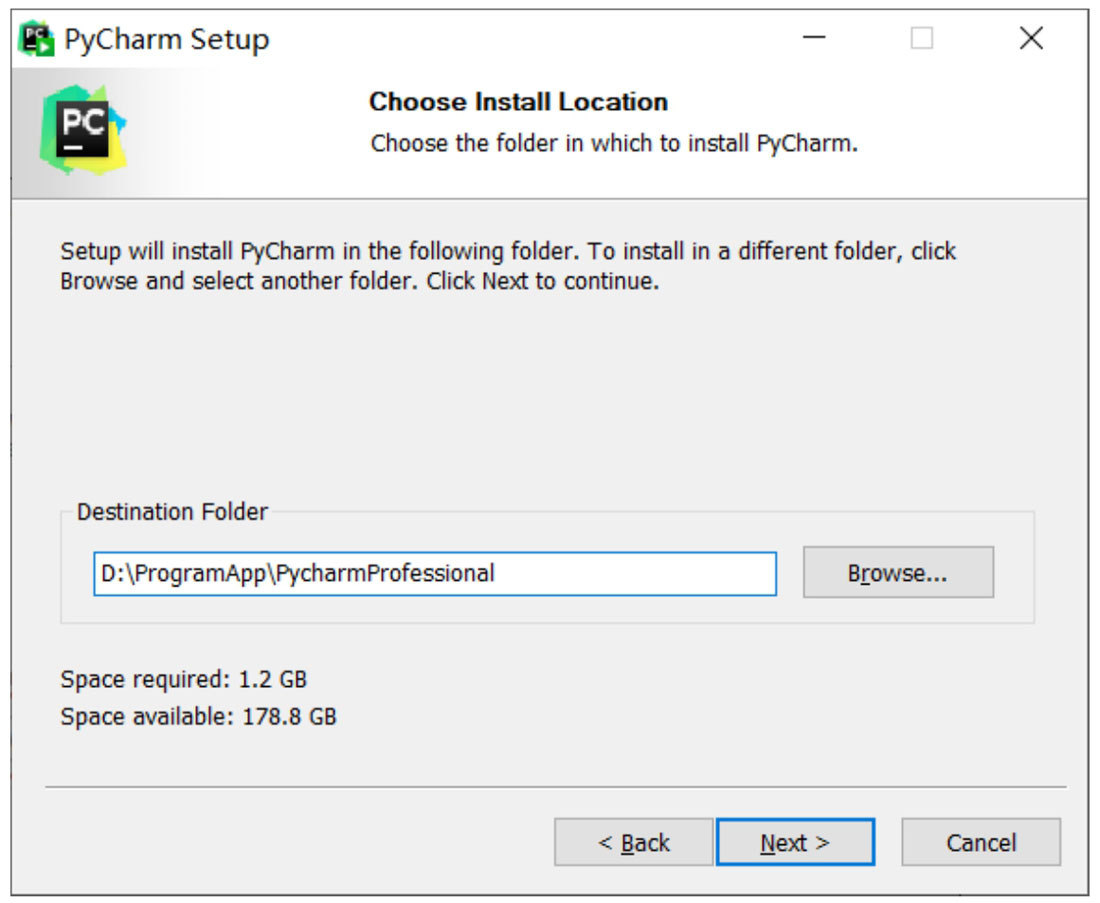 PyCharm Setup
PC
Choose Install Location
Choose the folder in which to install PyCharm.
Setup will install PyCharm in the following folder. To install in a different folder, click
Browse and select another folder. Click Next to continue.
Destination Folder
D:\ProgramApp\PycharmProfessional
Browse...
Space required: 1.2 GB
Space available: 178.8 GB
< Back
Next >
Cancel